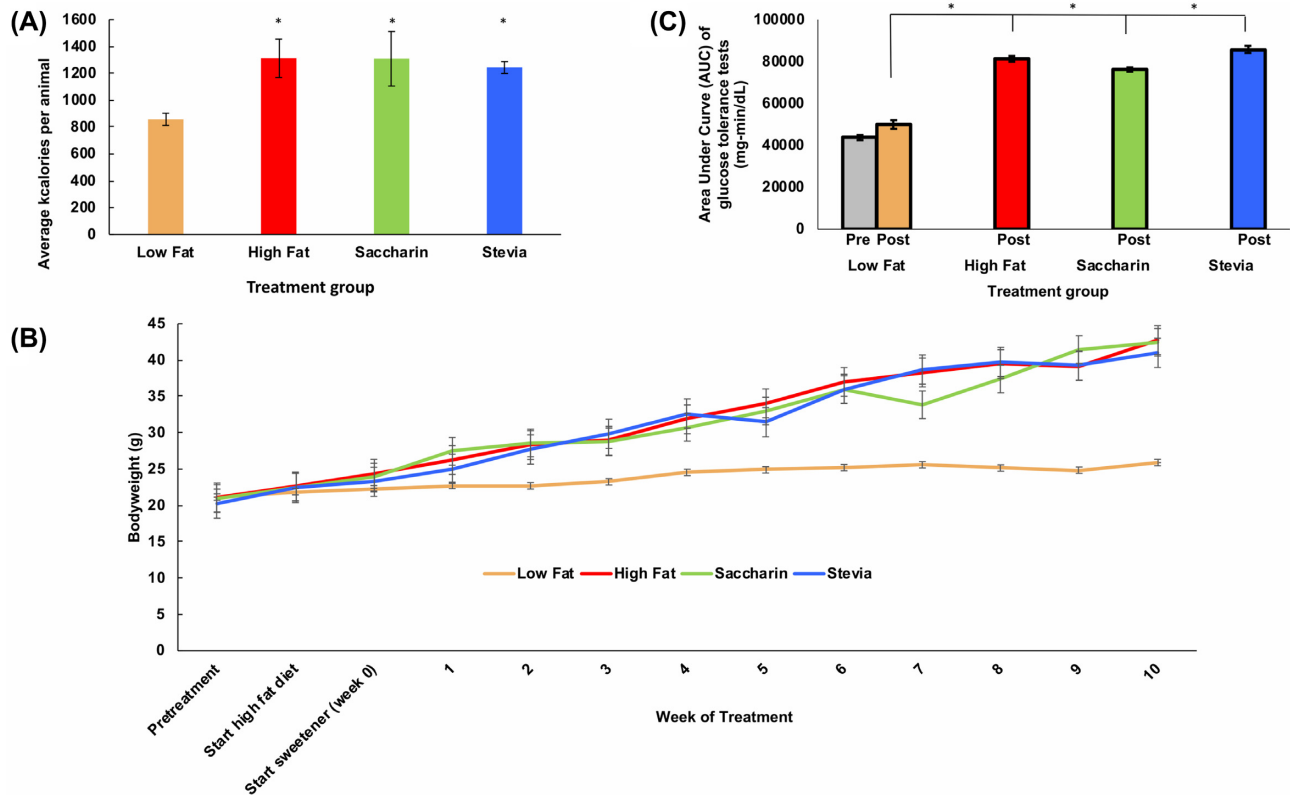 (A)
1600
1400
1200
1000
800
600
400
200
0
Average kcalories per animal
* * *
Low Fat High Fat Saccharin Stevia
Treatment group
(C)
100000
80000
60000
40000
20000
0
Area Under Curve (AUC) of
glucose tolerance tests
(mg-min/dL)
* * *
Pre Post Post Post Post
Low Fat High Fat Saccharin Stevia
Treatment group
(B)
45
40
35
30
25
20
15
10
5
0
Bodyweight (g)
Low Fat High Fat Saccharin Stevia
Pretreatment
Start high fat diet
Start sweetener (week 0)
1 2 3 4 5 6 7 8 9 10
Week of Treatment